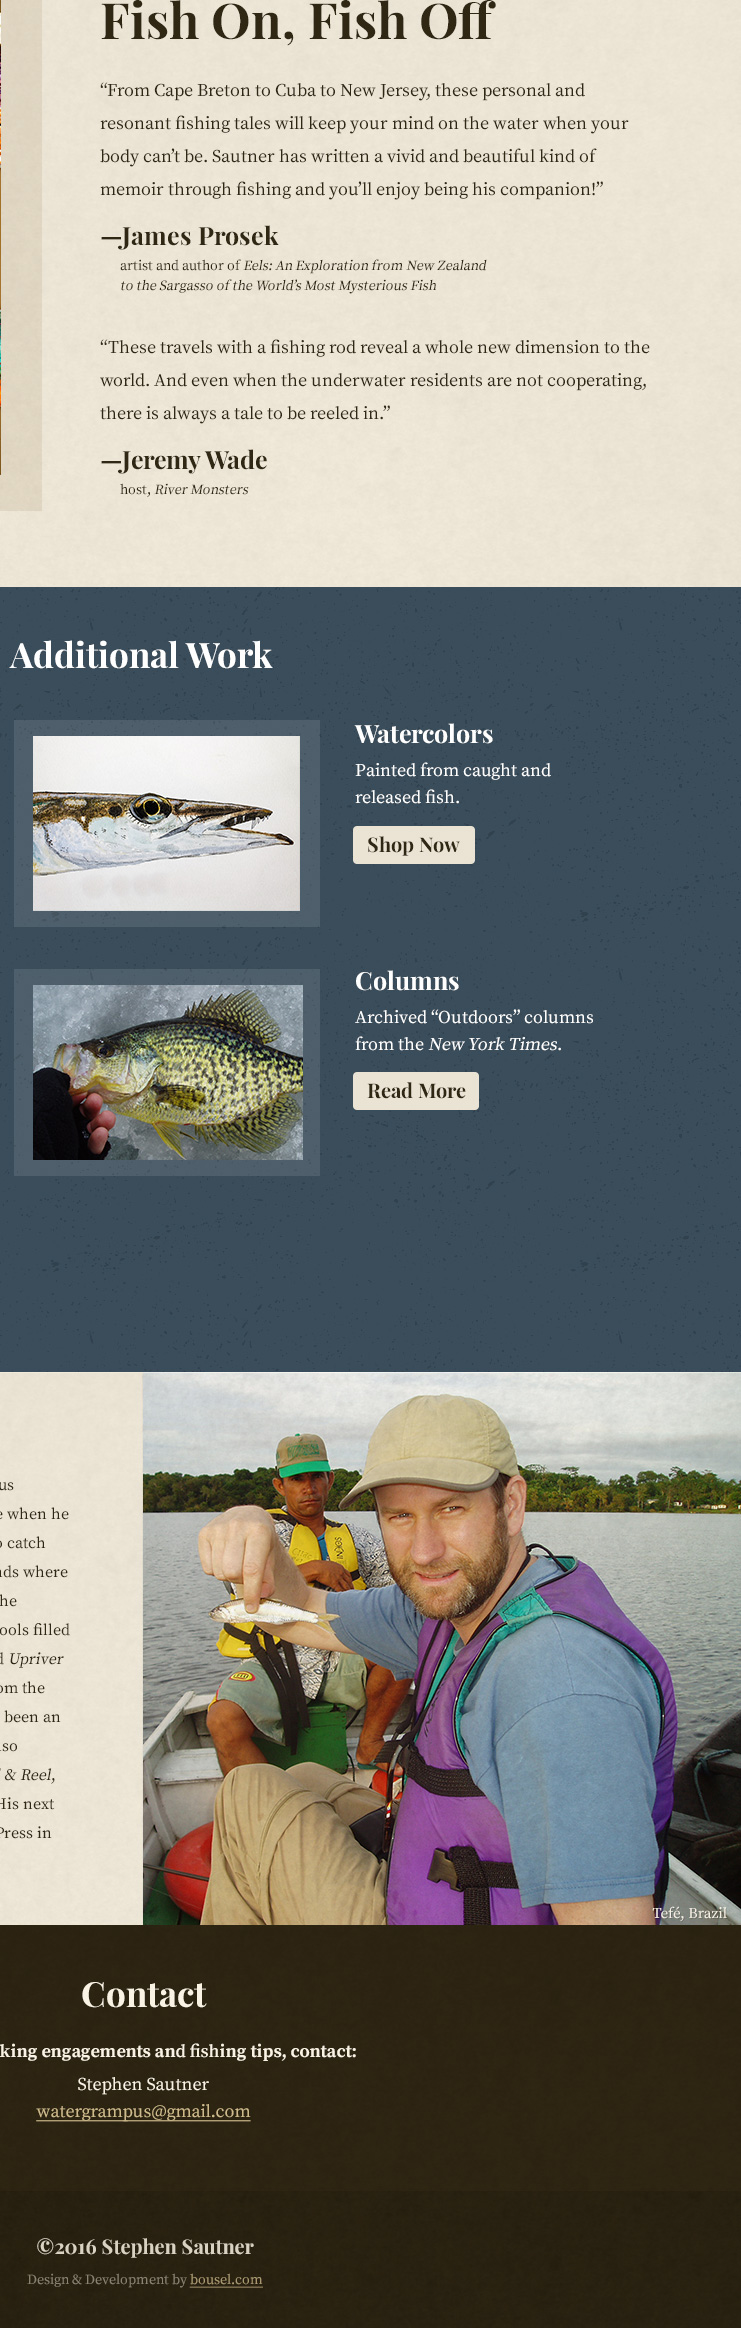 Fish On, Fish Off
“From Cape Breton to Cuba to New Jersey, these personal and
resonant fishing tales will keep your mind on the water when your
body can’t be. Sautner has written a vivid and beautiful kind of
memoir through fishing and you’ll enjoy being his companion!”
—James Prosek
artist and author of Eels: An Exploration from New Zealand
to the Sargasso of the World’s Most Mysterious Fish
“These travels with a fishing rod reveal a whole new dimension to the
world. And even when the underwater residents are not cooperating,
there is always a tale to be reeled in.”
—Jeremy Wade
host, River Monsters
Additional Work
Watercolors
Painted from caught and
released fish.
Shop Now
Columns
Archived “Outdoors” columns
from the New York Times.
Read More
us
e when he
o catch
nds where
he
ools filled
d Upriver
om the
been an
lso
& Reel,
His next
Press in
Tefé, Brazil
Contact
king engagements and fishing tips, contact:
Stephen Sautner
watergrampus@gmail.com
©2016 Stephen Sautner
Design & Development by bousel.com